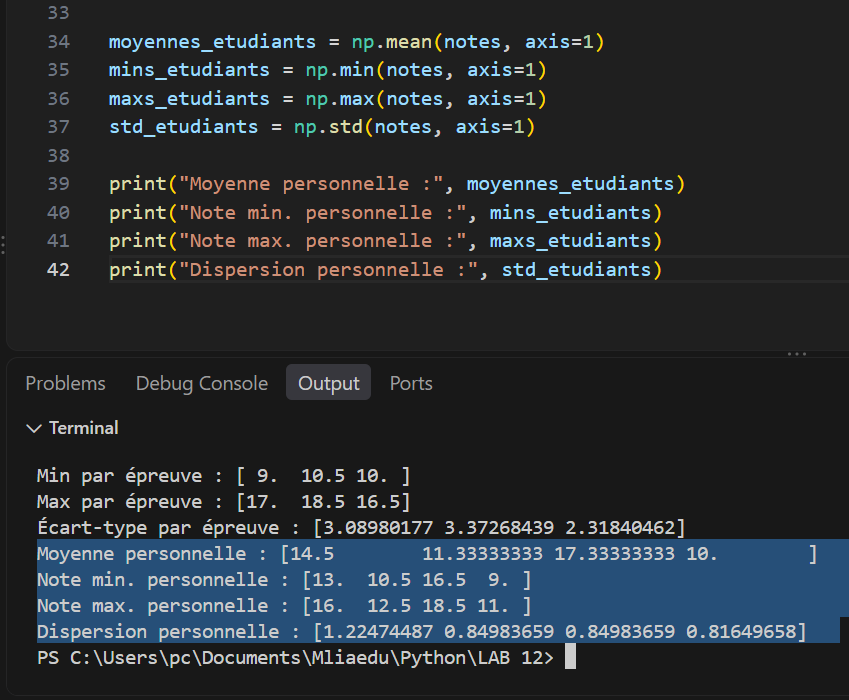 33
34 moyennes_etudiants = np.mean(notes, axis=1)
35 mins_etudiants = np.min(notes, axis=1)
36 maxs_etudiants = np.max(notes, axis=1)
37 std_etudiants = np.std(notes, axis=1)
38
39 print("Moyenne personnelle :", moyennes_etudiants)
40 print("Note min. personnelle :", mins_etudiants)
41 print("Note max. personnelle :", maxs_etudiants)
42 print("Dispersion personnelle :", std_etudiants)
Problems Debug Console Output Ports
Terminal
Min par épreuve : [ 9.  10.5 10. ]
Max par épreuve : [17.  18.5 16.5]
Écart-type par épreuve : [3.08980177 3.37268439 2.31840462]
Moyenne personnelle : [14.5        11.33333333 17.33333333 10.        ]
Note min. personnelle : [13.  10.5 16.5  9. ]
Note max. personnelle : [16.  12.5 18.5 11. ]
Dispersion personnelle : [1.22474487 0.84983659 0.84983659 0.81649658]
PS C:\Users\pc\Documents\Mliaedu\Python\LAB 12>